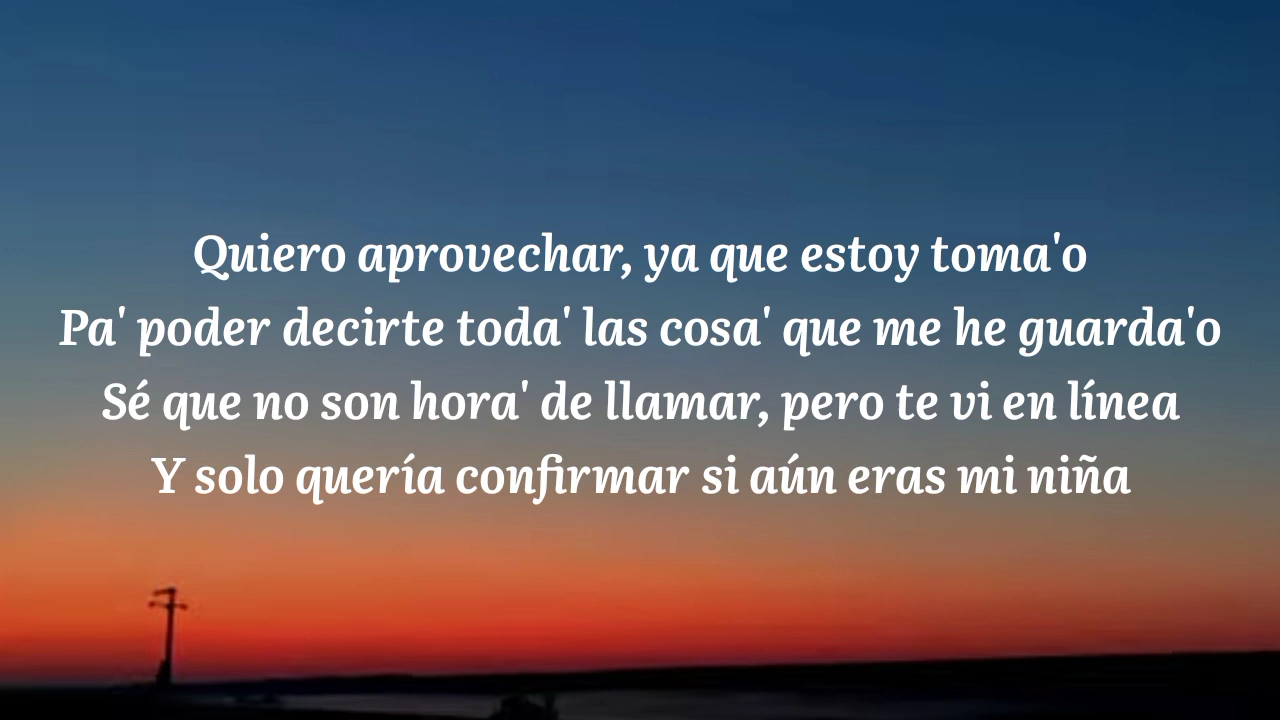 Quiero aprovechar, ya que estoy toma'o
Pa' poder decirte toda' las cosa' que me he guarda'o
Sé que no son hora' de llamar, pero te vi en línea
Y solo quería confirmar si aún eras mi niña